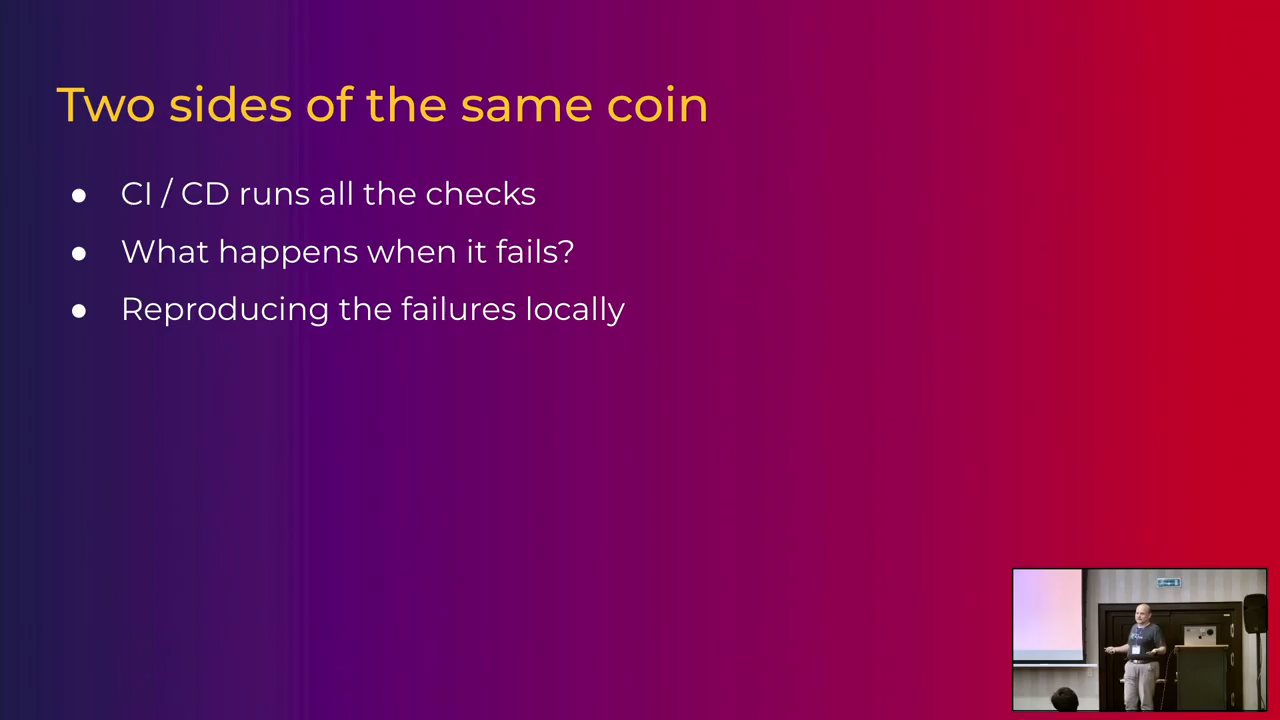 Two sides of the same coin
● CI / CD runs all the checks
● What happens when it fails?
● Reproducing the failures locally